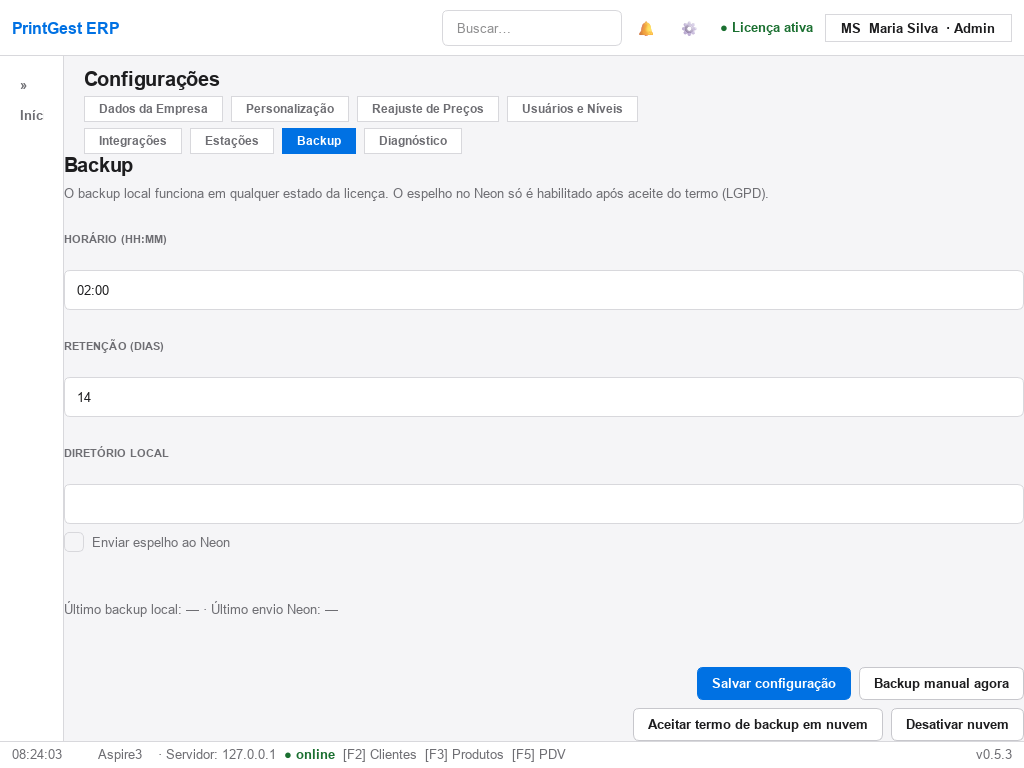 PrintGest ERP
Buscar...
● Licença ativa
MS Maria Silva · Admin
»
Iníc
Configurações
Dados da Empresa
Personalização
Reajuste de Preços
Usuários e Níveis
Integrações
Estações
Backup
Diagnóstico
Backup
O backup local funciona em qualquer estado da licença. O espelho no Neon só é habilitado após aceite do termo (LGPD).
HORÁRIO (HH:MM)
02:00
RETENÇÃO (DIAS)
14
DIRETÓRIO LOCAL
Enviar espelho ao Neon
Último backup local: — · Último envio Neon: —
Salvar configuração
Backup manual agora
Aceitar termo de backup em nuvem
Desativar nuvem
08:24:03 Aspire3 · Servidor: 127.0.0.1 ● online [F2] Clientes [F3] Produtos [F5] PDV v0.5.3